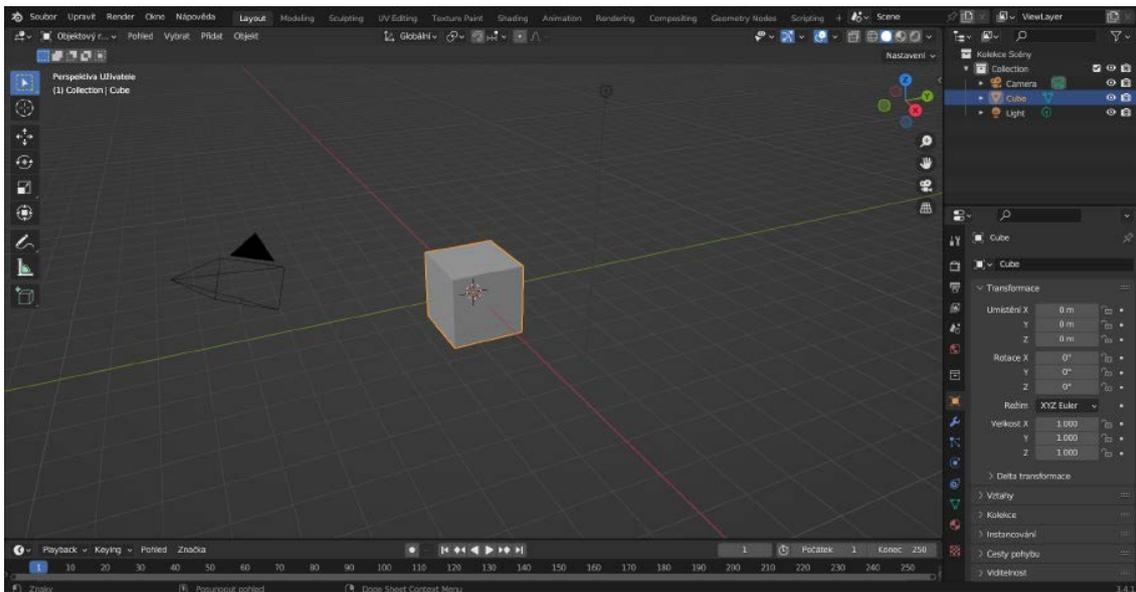 Soubor Upravit Render Okno Nápověda Layout Modeling Sculpting UV Editing Texture Paint Shading Animation Rendering Compositing Geometry Nodes Scripting + Scene ViewLayer
Objektový r... Pohled Vybrat Přidat Objekt Globální
Nastavení
Perspektiva Uživatele
(1) Collection | Cube
Z
Y
X
Kolekce Scény
Collection
Camera
Cube
Light
Cube
Cube
Transformace
Umístění X 0 m
Y 0 m
Z 0 m
Rotace X 0°
Y 0°
Z 0°
Režim XYZ Euler
Velikost X 1.000
Y 1.000
Z 1.000
Delta transformace
Vztahy
Kolekce
Instancování
Cesty pohybu
Viditelnost
Playback Keying Pohled Značka 1 Počátek 1 Konec 250
1 10 20 30 40 50 60 70 80 90 100 110 120 130 140 150 160 170 180 190 200 210 220 230 240 250
Znaky Posunout pohled Dope Sheet Context Menu 3.4.1